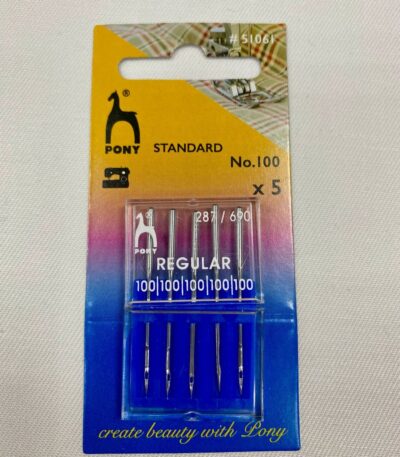 # 51061
®
PONY
STANDARD
No.100
x 5
287 / 690
PONY
REGULAR
100|100|100|100|100
create beauty with Pony